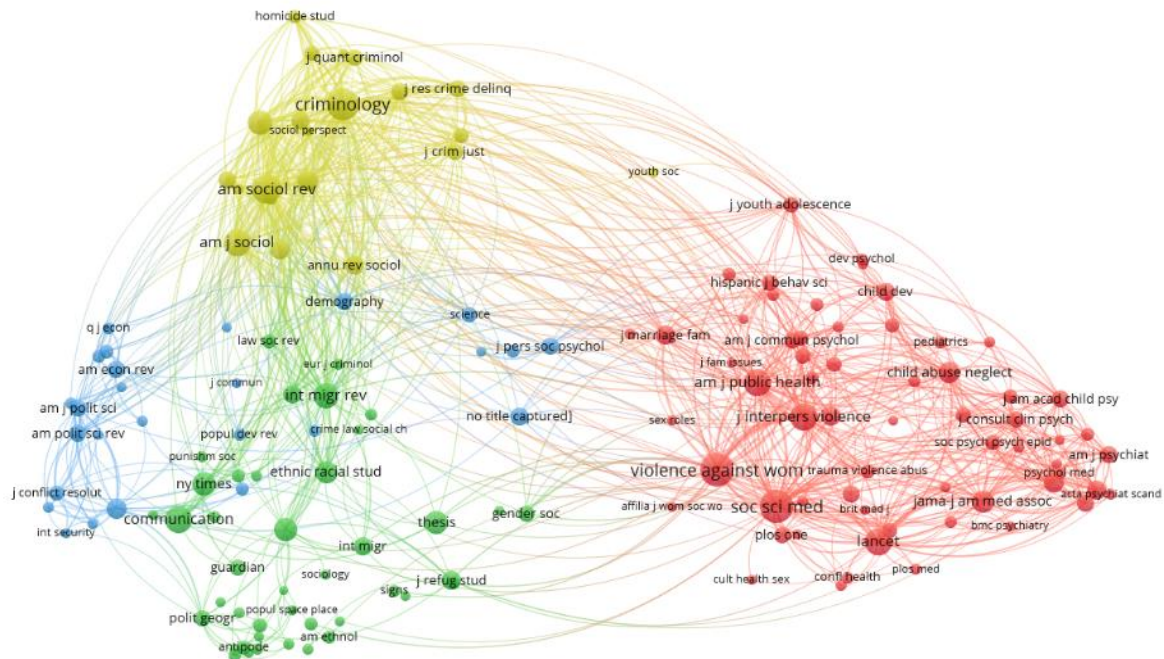 homicide stud
j quant criminol
j res crime delinq
criminology
sociol perspect
j crim just
youth soc
am sociol rev
j youth adolescence
am j sociol
dev psychol
annu rev sociol
hispanic j behav sci
child dev
demography
science
q j econ
law soc rev
j marriage fam
am j commun psychol
pediatrics
j pers soc psychol
eur j criminol
j fam issues
am econ rev
child abuse neglect
j commun
int migr rev
am j public health
j am acad child psy
am j polit sci
no title captured]
j interpers violence
j consult clin psych
sex roles
crime law social ch
am polit sci rev
popul dev rev
soc psych psych epid
punishm soc
am j psychiat
ethnic racial stud
violence against wom
trauma violence abus
psychol med
ny times
j conflict resolut
acta psychiat scand
jama-j am med assoc
affilia j wom soc wo
soc sci med
brit med j
communication
thesis
gender soc
int security
bmc psychiatry
plos one
lancet
int migr
guardian
sociology
j refug stud
cult health sex
confl health
plos med
signs
popul space place
polit geogr
am ethnol
antipode